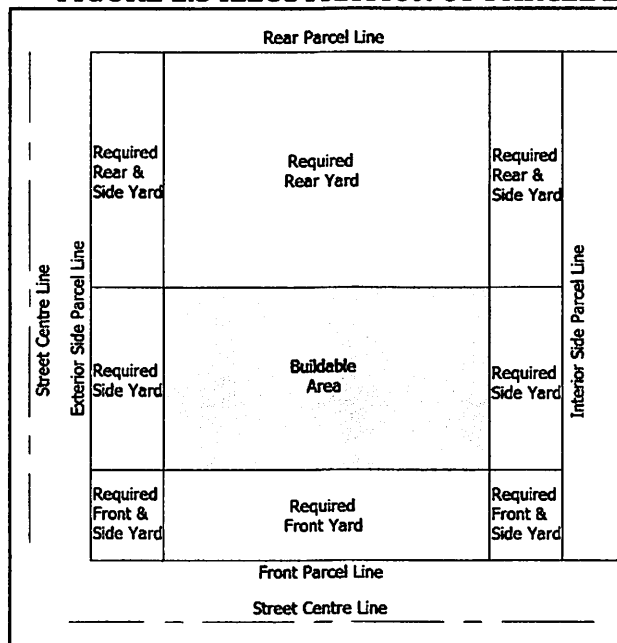 Rear Parcel Line
Required
Rear &
Side Yard
Required
Rear Yard
Required
Rear &
Side Yard
Street Centre Line
Exterior Side Parcel Line
Interior Side Parcel Line
Required
Side Yard
Buildable
Area
Required
Side Yard
Required
Front &
Side Yard
Required
Front Yard
Required
Front &
Side Yard
Front Parcel Line
Street Centre Line